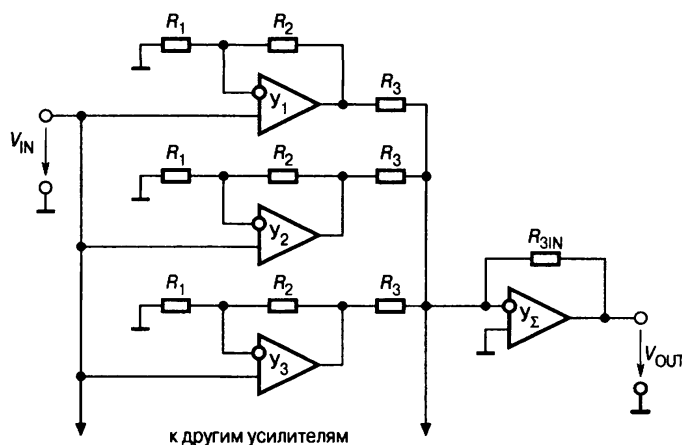 R1 R2
R3
У1
VIN
R1 R2 R3
У2
R3IN
R1 R2 R3
УΣ
У3
VOUT
к другим усилителям